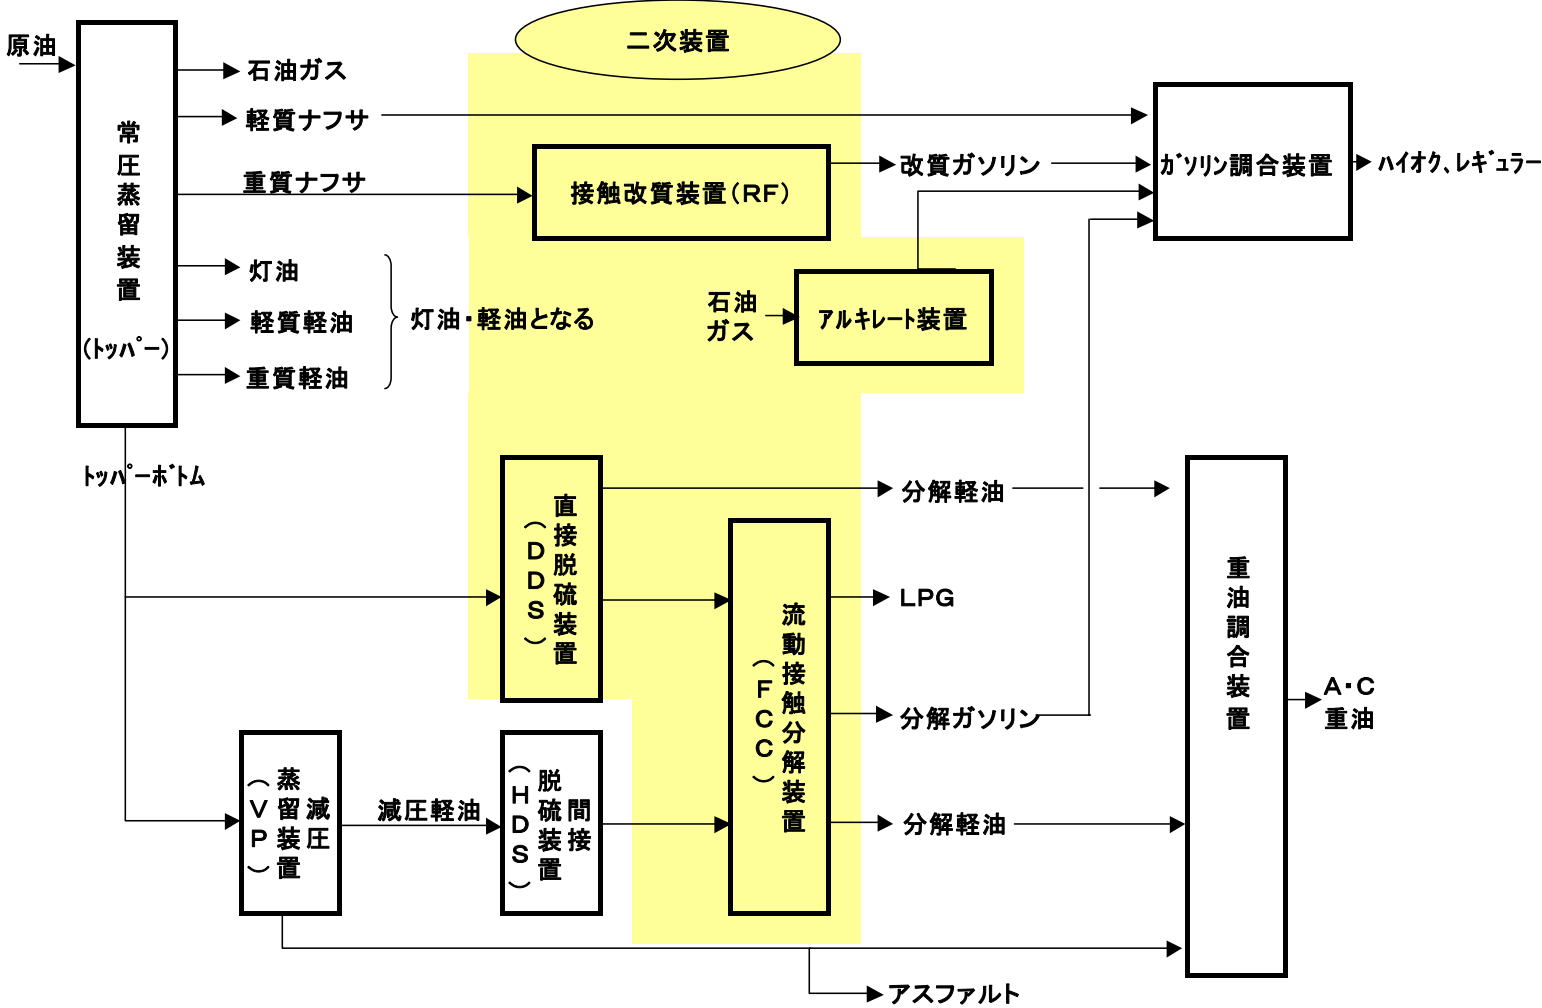 二次装置
原油
石油ガス
軽質ナフサ
重質ナフサ
灯油
軽質軽油
重質軽油
常圧蒸留装置
(ﾄｯﾊﾟｰ)
灯油・軽油となる
接触改質装置(RF)
改質ガソリン
ｶﾞｿﾘﾝ調合装置
ﾊｲｵｸ､ﾚｷﾞｭﾗｰ
石油
ガス
ｱﾙｷﾚｰﾄ装置
ﾄｯﾊﾟｰﾎﾞﾄﾑ
直接脱硫装置
(DDS)
分解軽油
LPG
流動接触分解装置
(FCC)
分解ガソリン
分解軽油
重油調合装置
A・C
重油
減圧
蒸留装置
(VP)
減圧軽油
間接
脱硫装置
(HDS)
アスファルト